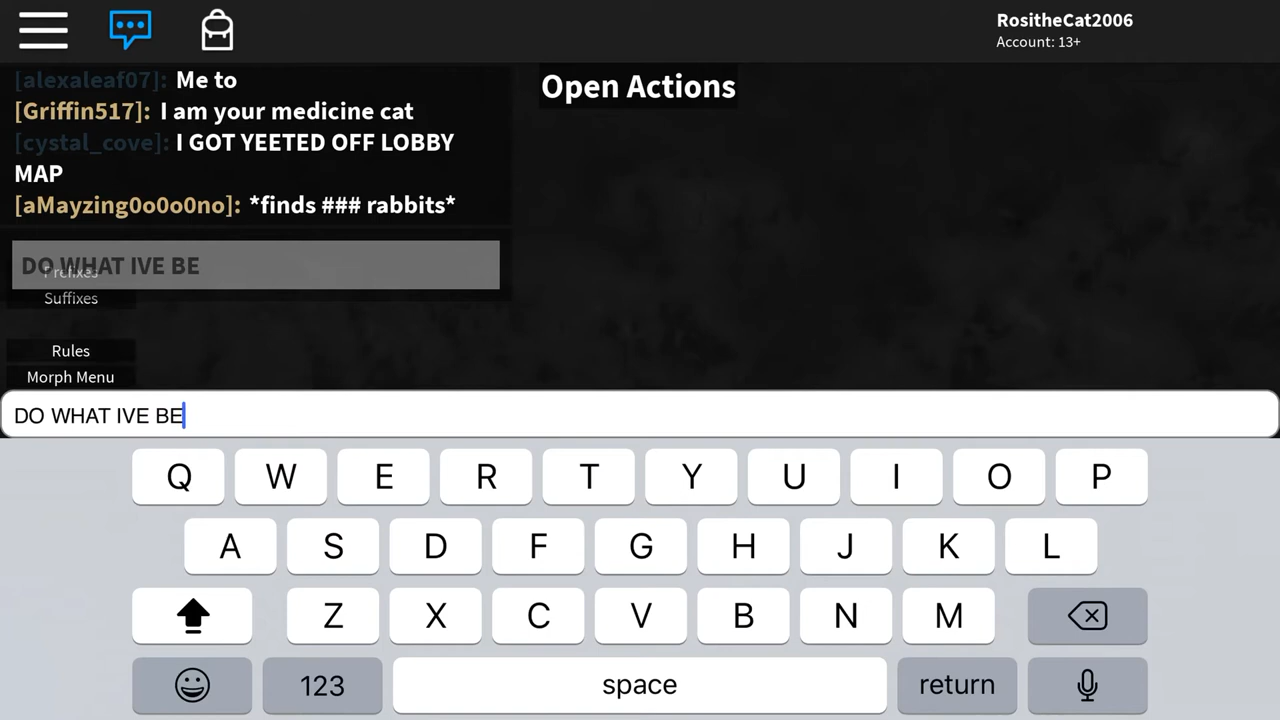 RositheCat2006
Account: 13+
[alexaleaf07]: Me to
[Griffin517]: I am your medicine cat
[cystal_cove]: I GOT YEETED OFF LOBBY
MAP
[aMayzing0o0o0no]: *finds ### rabbits*
Open Actions
DO WHAT IVE BE
Prefixes
Suffixes
Rules
Morph Menu
DO WHAT IVE BE
Q W E R T Y U I O P
A S D F G H J K L
Z X C V B N M
123 space return